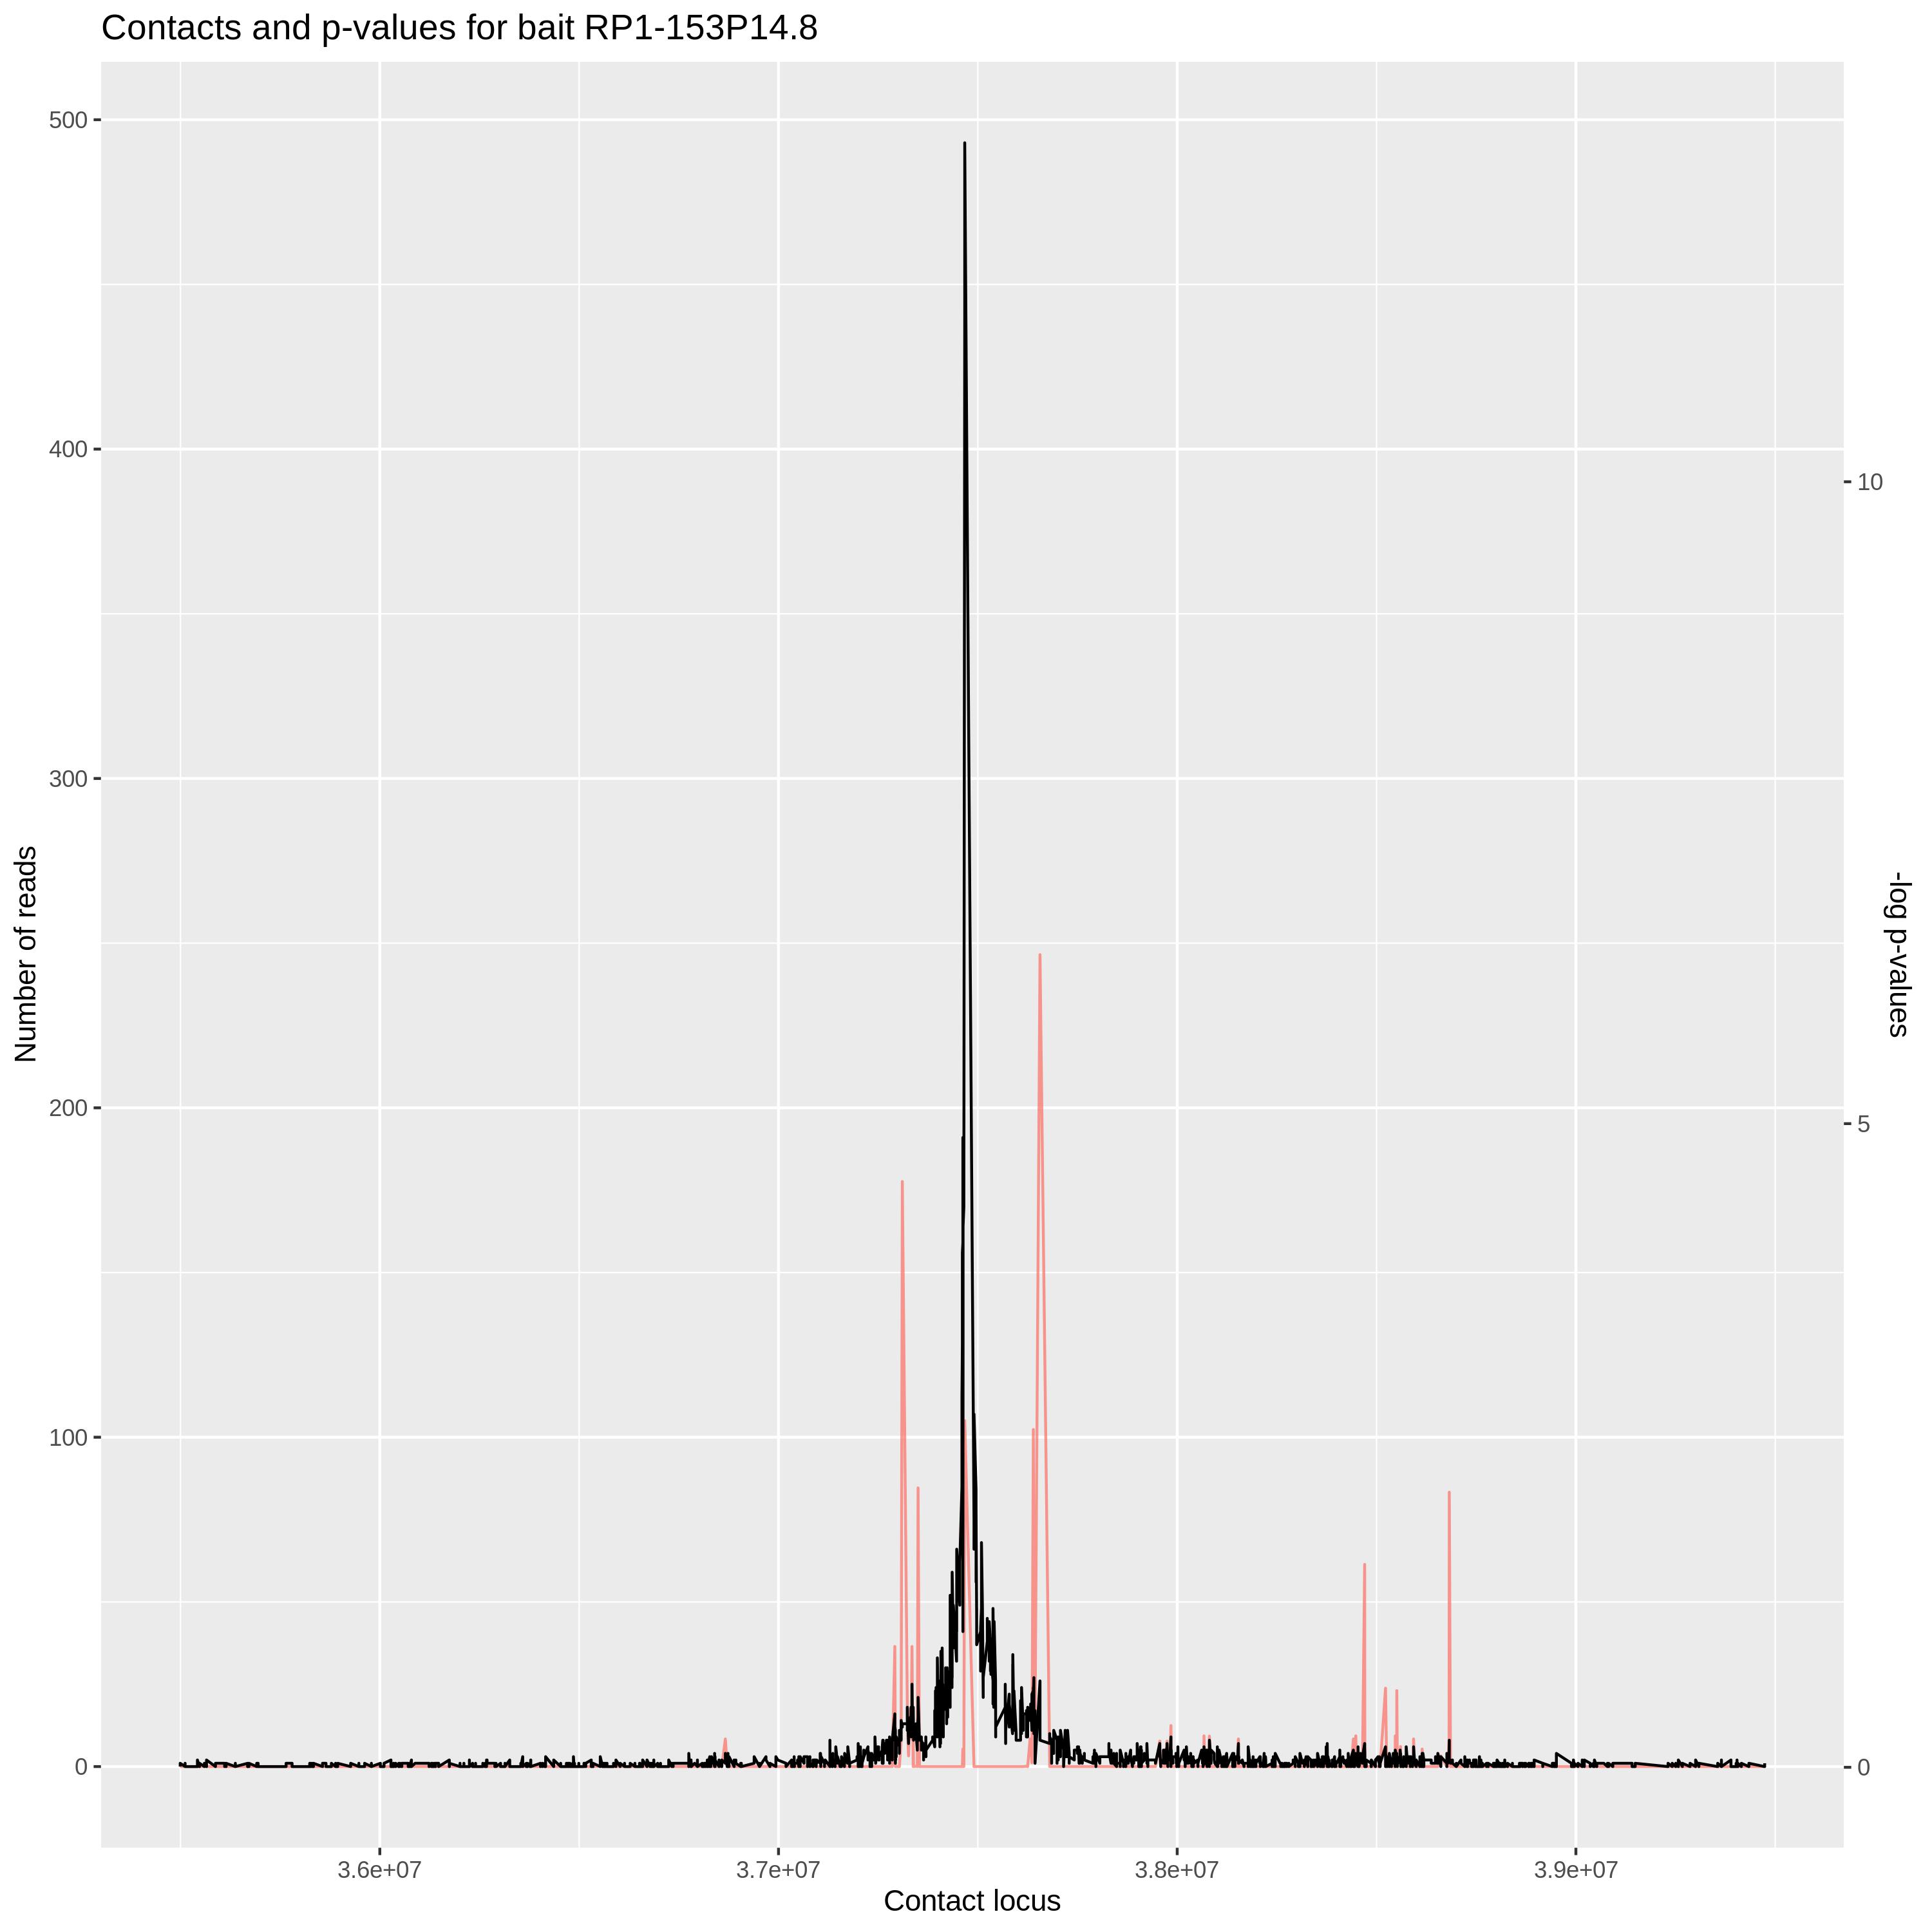 Contacts and p-values for bait RP1-153P14.8
500
400
300
200
100
0
Number of reads
10
5
0
-log p-values
3.6e+07
3.7e+07
3.8e+07
3.9e+07
Contact locus